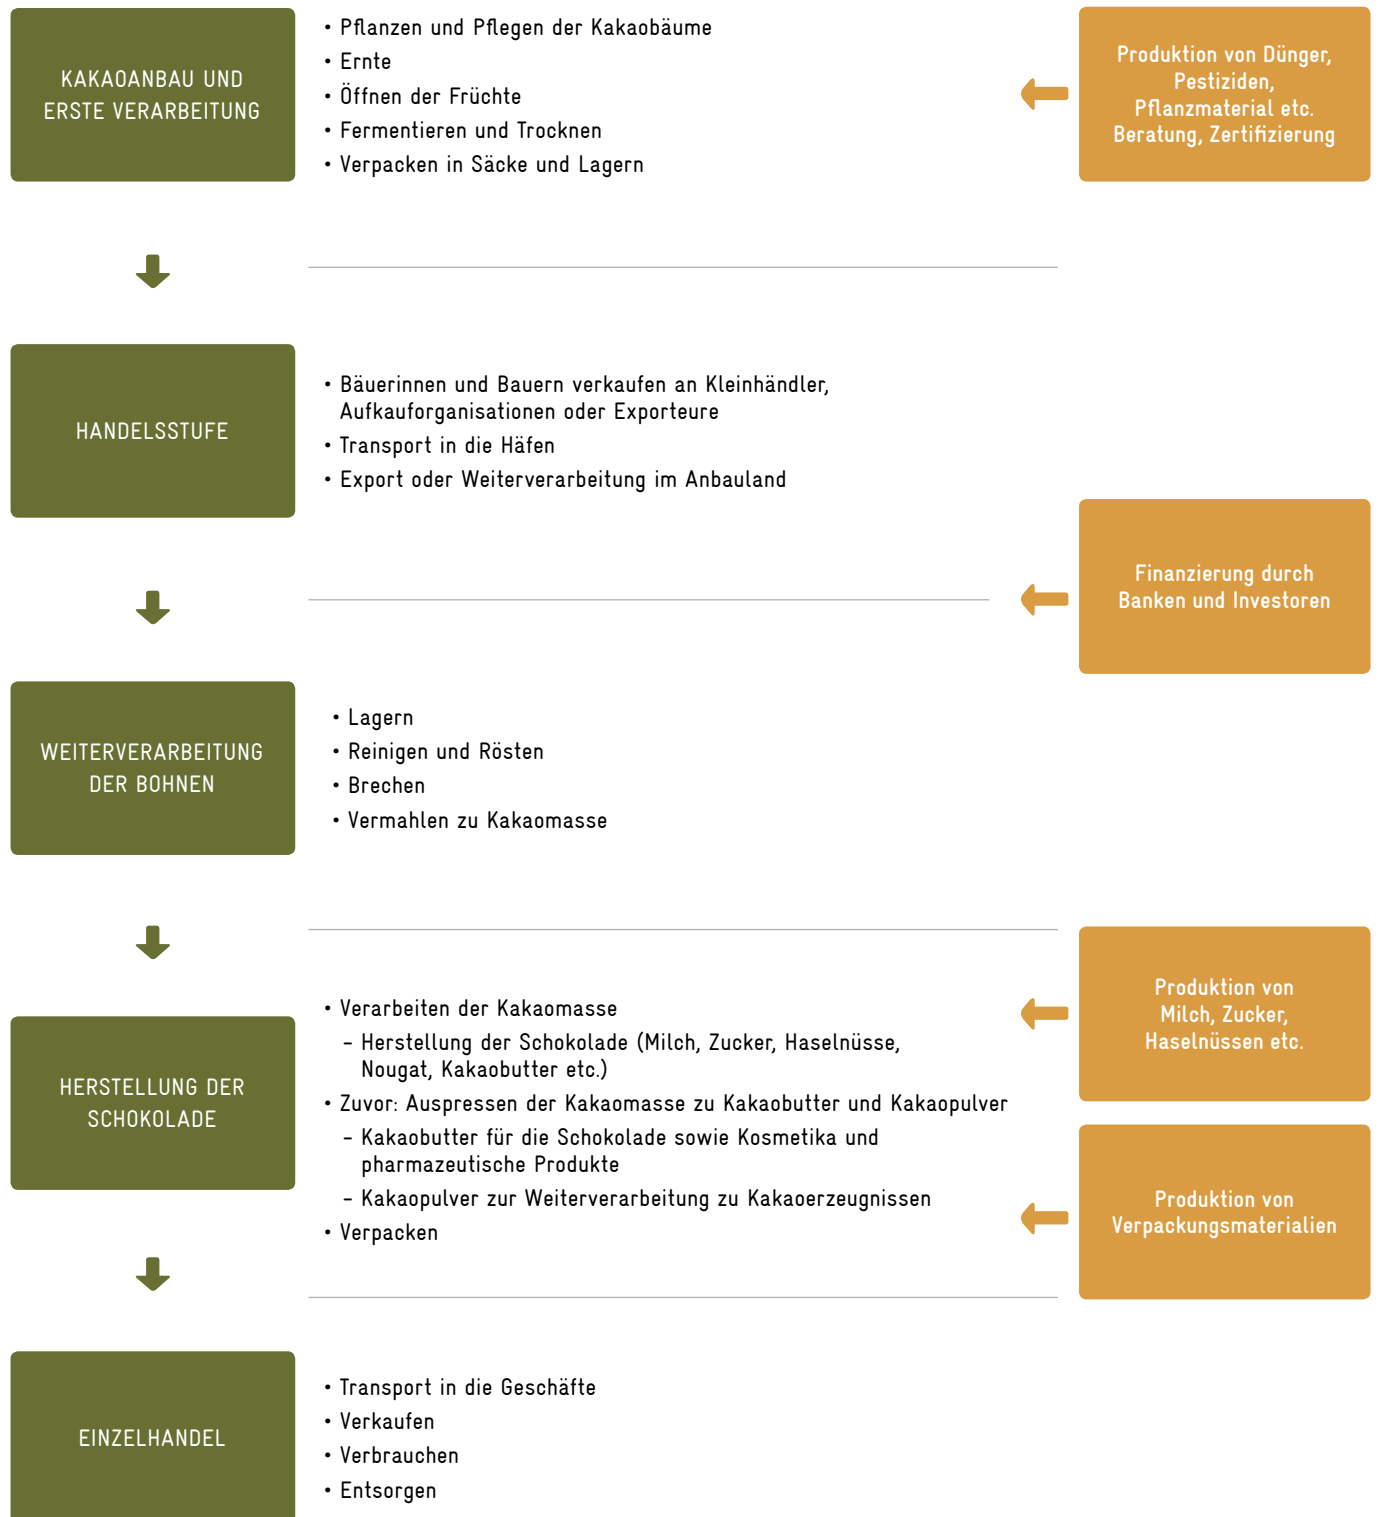 KAKAOANBAU UND
ERSTE VERARBEITUNG
• Pflanzen und Pflegen der Kakaobäume
• Ernte
• Öffnen der Früchte
• Fermentieren und Trocknen
• Verpacken in Säcke und Lagern
Produktion von Dünger,
Pestiziden,
Pflanzmaterial etc.
Beratung, Zertifizierung
HANDELSSTUFE
• Bäuerinnen und Bauern verkaufen an Kleinhändler,
Aufkauforganisationen oder Exporteure
• Transport in die Häfen
• Export oder Weiterverarbeitung im Anbauland
Finanzierung durch
Banken und Investoren
WEITERVERARBEITUNG
DER BOHNEN
• Lagern
• Reinigen und Rösten
• Brechen
• Vermahlen zu Kakaomasse
HERSTELLUNG DER
SCHOKOLADE
• Verarbeiten der Kakaomasse
– Herstellung der Schokolade (Milch, Zucker, Haselnüsse,
Nougat, Kakaobutter etc.)
• Zuvor: Auspressen der Kakaomasse zu Kakaobutter und Kakaopulver
– Kakaobutter für die Schokolade sowie Kosmetika und
pharmazeutische Produkte
– Kakaopulver zur Weiterverarbeitung zu Kakaoerzeugnissen
• Verpacken
Produktion von
Milch, Zucker,
Haselnüssen etc.
Produktion von
Verpackungsmaterialien
EINZELHANDEL
• Transport in die Geschäfte
• Verkaufen
• Verbrauchen
• Entsorgen